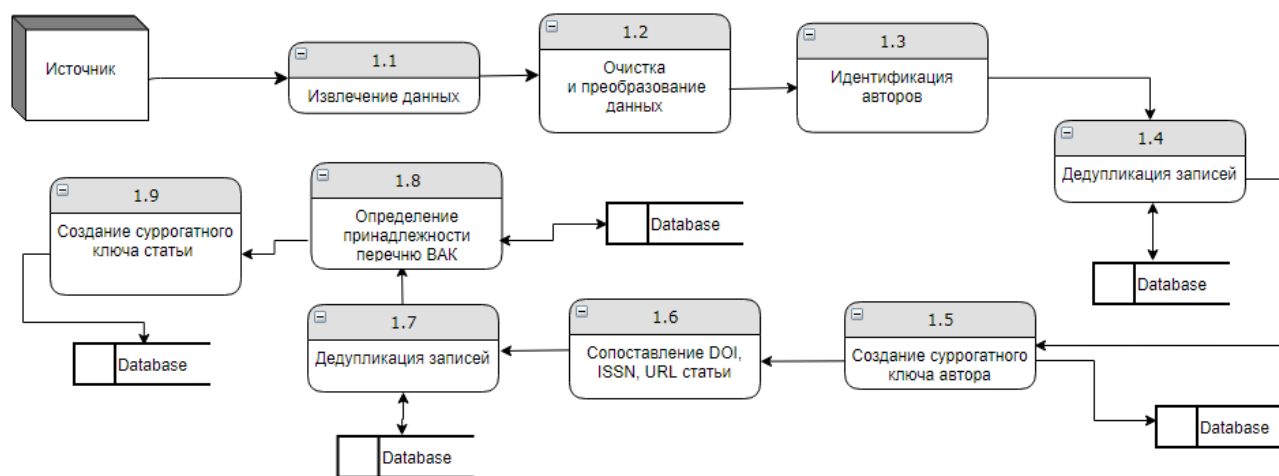 Источник
1.1
Извлечение данных
1.2
Очистка
и преобразование
данных
1.3
Идентификация
авторов
1.4
Дедупликация записей
Database
1.5
Создание суррогатного
ключа автора
Database
1.6
Сопоставление DOI,
ISSN, URL статьи
1.7
Дедупликация записей
Database
1.8
Определение
принадлежности
перечню ВАК
Database
1.9
Создание суррогатного
ключа статьи
Database